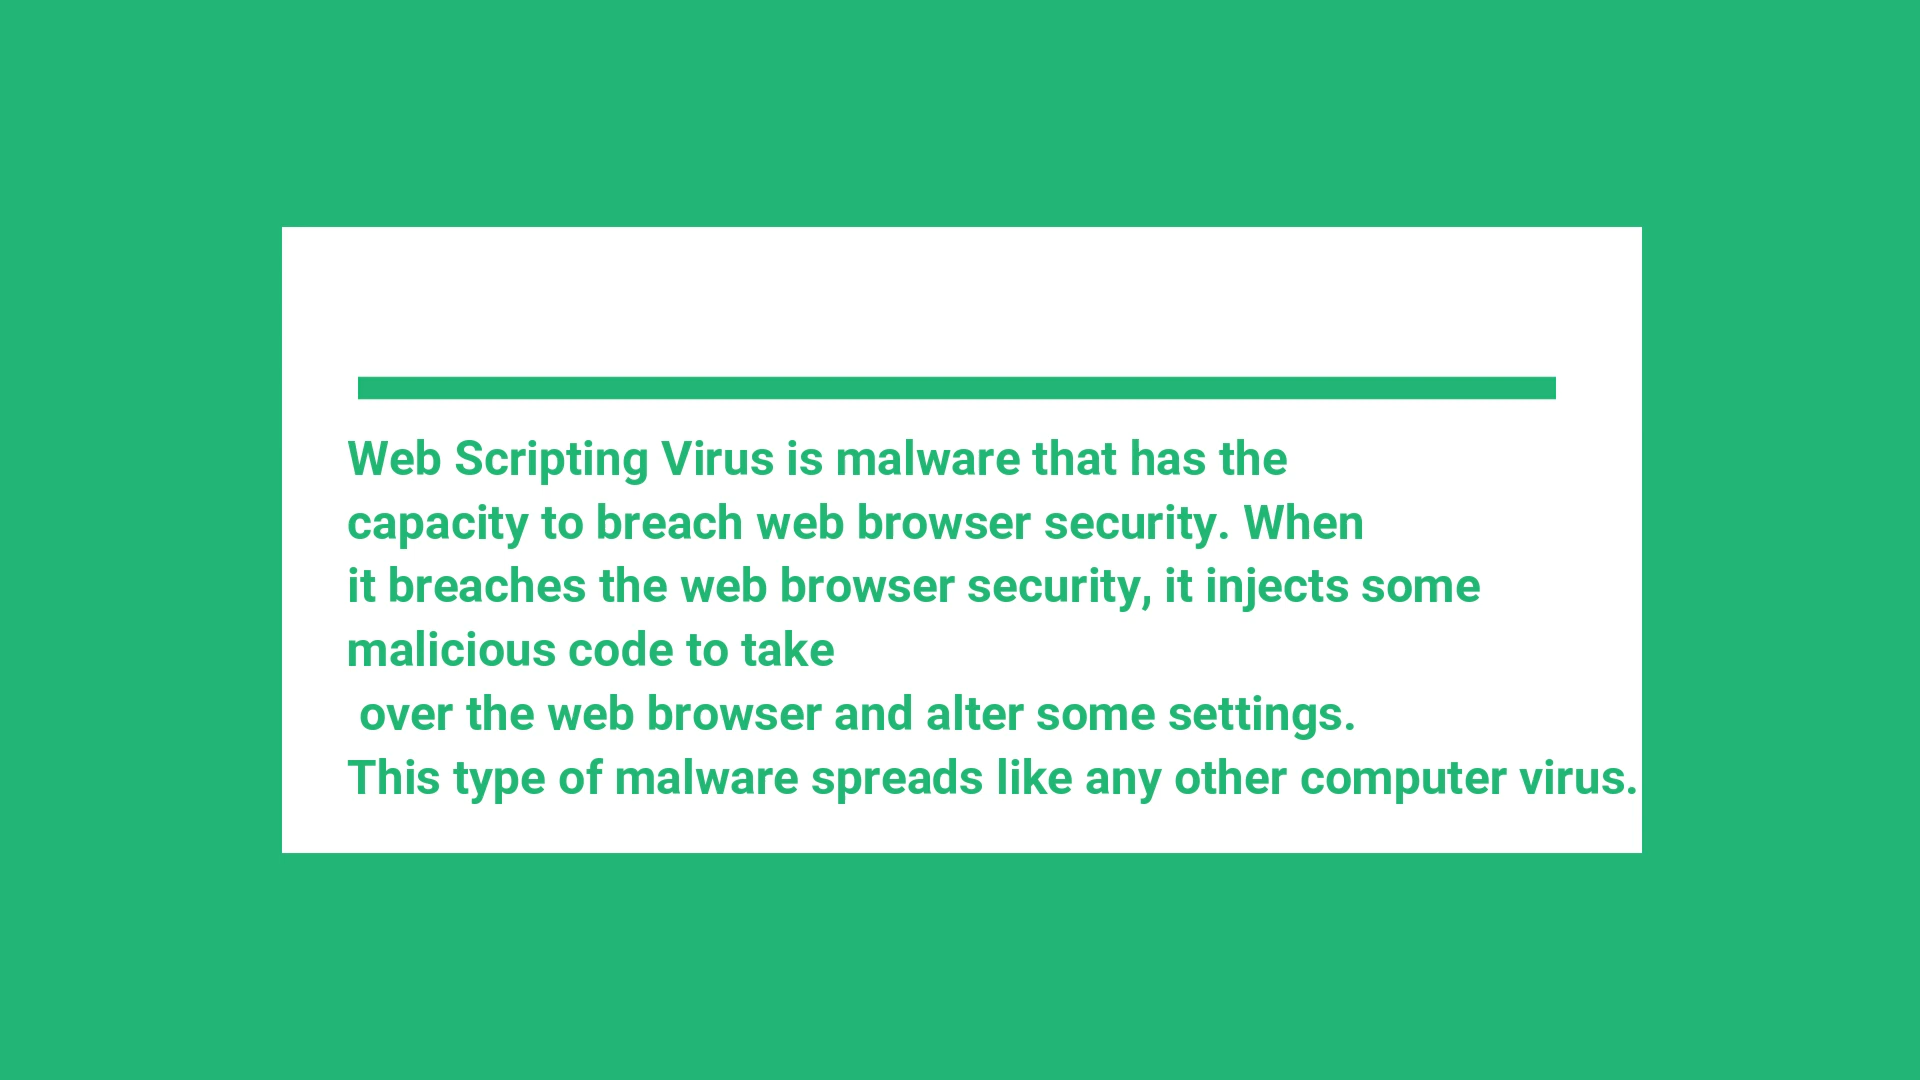 Web Scripting Virus is malware that has the
capacity to breach web browser security. When
it breaches the web browser security, it injects some
malicious code to take
over the web browser and alter some settings.
This type of malware spreads like any other computer virus.